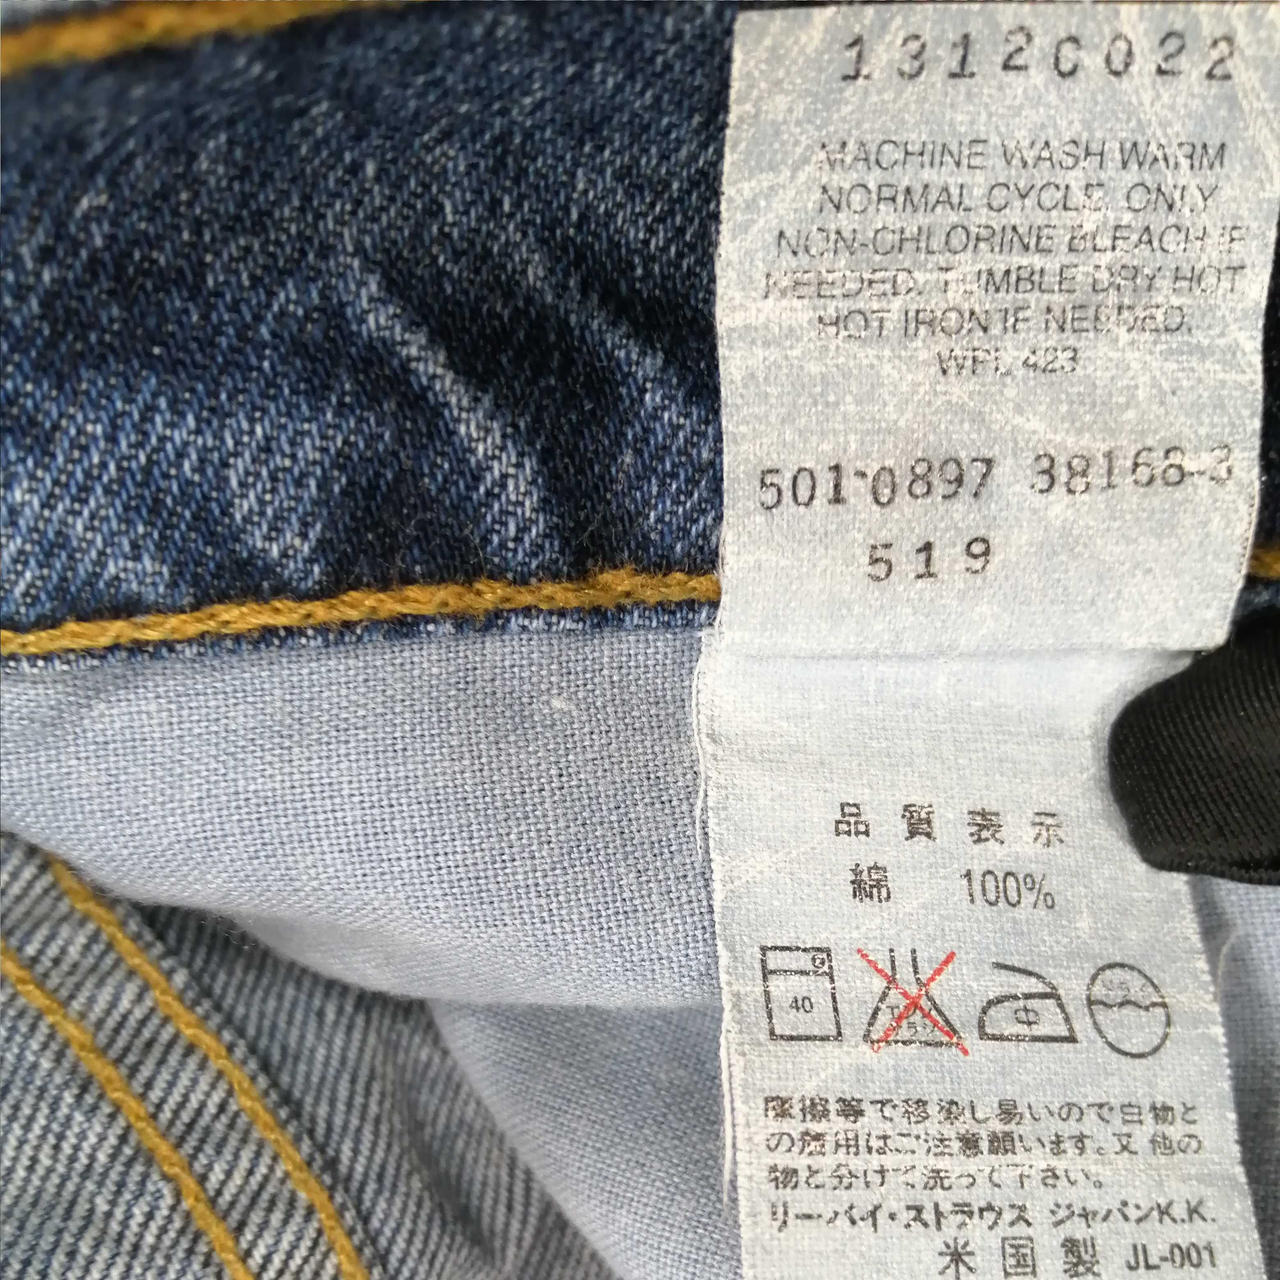 1312C022
MACHINE WASH WARM
NORMAL CYCLE. ONLY
NON-CHLORINE BLEACH IF
NEEDED. TUMBLE DRY HOT
HOT IRON IF NEEDED.
WPL 423
501-0897 38168-3
519
品質表示
綿 100%
40 中
摩擦等で移染し易いので白物と
の着用はご注意願います。又他の
物と分けて洗って下さい。
リーバイ・ストラウス ジャパンK.K.
米国製 JL-001